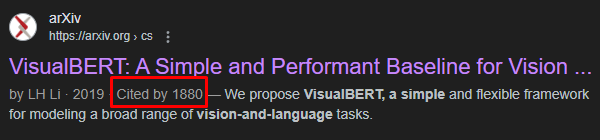 arXiv
https://arxiv.org › cs
VisualBERT: A Simple and Performant Baseline for Vision ...
by LH Li · 2019 · Cited by 1880 — We propose VisualBERT, a simple and flexible framework
for modeling a broad range of vision-and-language tasks.